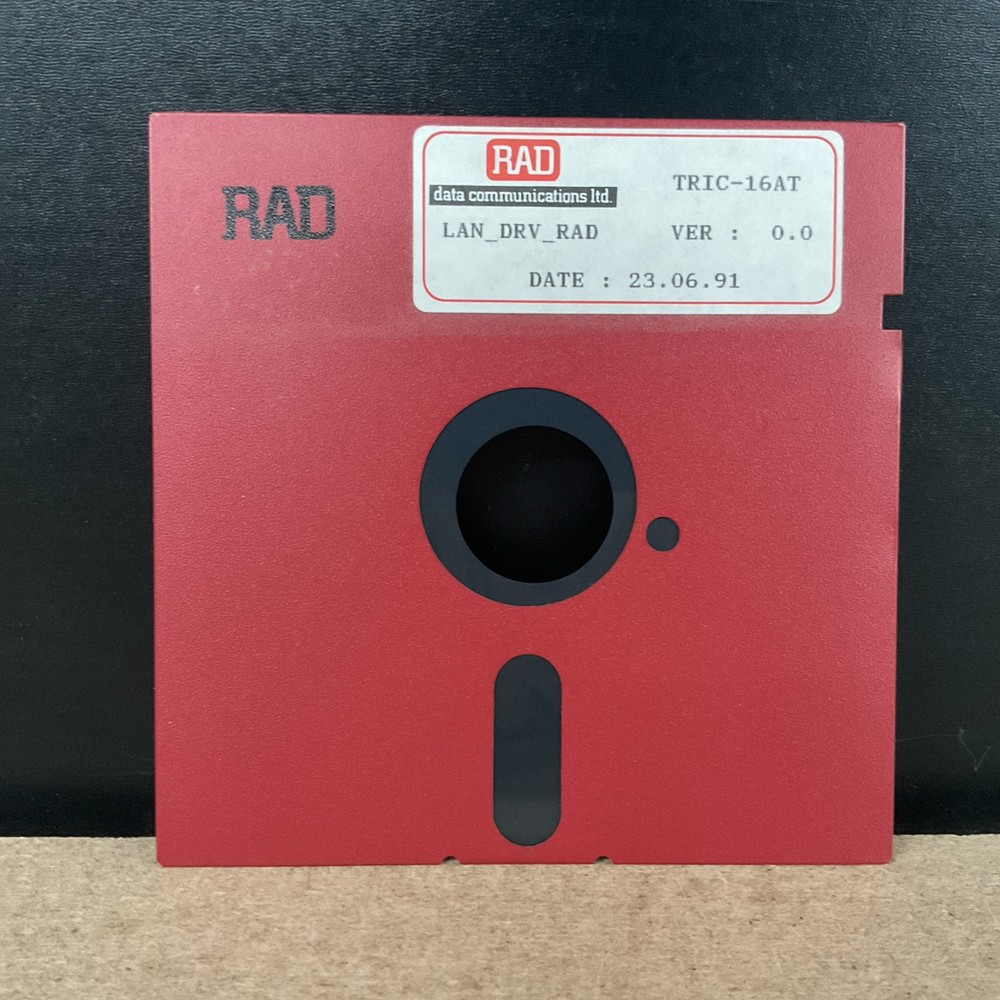 RAD
RAD
data communications ltd.
TRIC-16AT
LAN_DRV_RAD VER : 0.0
DATE : 23.06.91